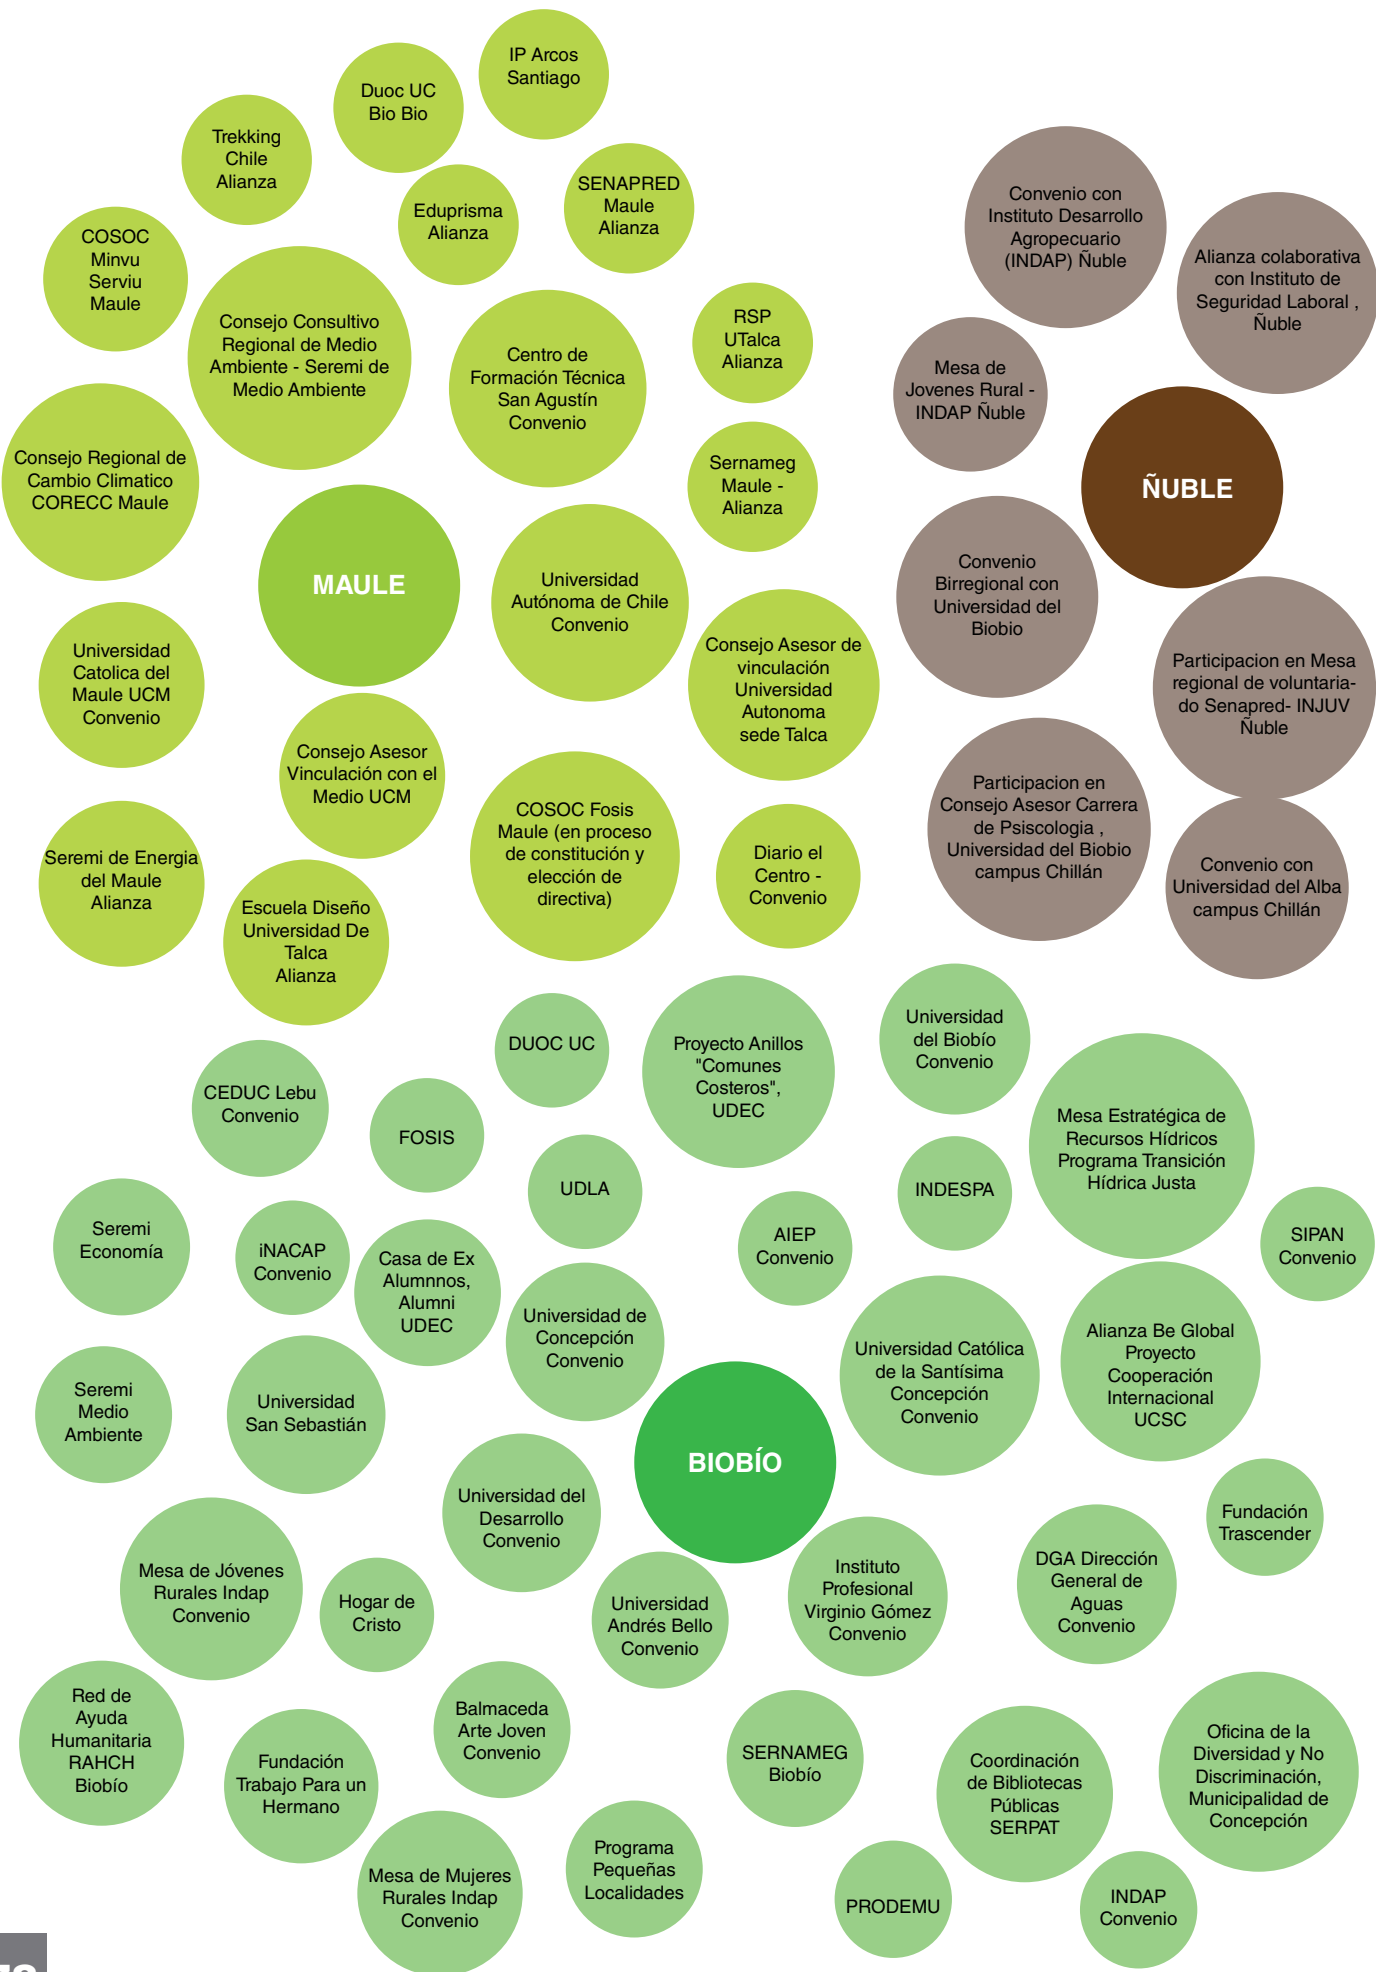 IP Arcos
Santiago
Duoc UC
Bio Bio
Trekking
Chile
Alianza
Eduprisma
Alianza
SENAPRED
Maule
Alianza
COSOC
Minvu
Serviu
Maule
Consejo Consultivo
Regional de Medio
Ambiente - Seremi de
Medio Ambiente
Centro de
Formación Técnica
San Agustín
Convenio
RSP
UTalca
Alianza
Consejo Regional de
Cambio Climatico
CORECC Maule
Sernameg
Maule -
Alianza
MAULE
Universidad
Autónoma de Chile
Convenio
Universidad
Catolica del
Maule UCM
Convenio
Consejo Asesor de
vinculación
Universidad
Autonoma
sede Talca
Consejo Asesor
Vinculación con el
Medio UCM
COSOC Fosis
Maule (en proceso
de constitución y
elección de
directiva)
Diario el
Centro -
Convenio
Seremi de Energia
del Maule
Alianza
Escuela Diseño
Universidad De
Talca
Alianza
Convenio con
Instituto Desarrollo
Agropecuario
(INDAP) Ñuble
Alianza colaborativa
con Instituto de
Seguridad Laboral ,
Ñuble
Mesa de
Jovenes Rural -
INDAP Ñuble
ÑUBLE
Convenio
Birregional con
Universidad del
Biobio
Participacion en Mesa
regional de voluntaria-
do Senapred- INJUV
Ñuble
Participacion en
Consejo Asesor Carrera
de Psiscologia ,
Universidad del Biobio
campus Chillán
Convenio con
Universidad del Alba
campus Chillán
DUOC UC
Proyecto Anillos
"Comunes
Costeros",
UDEC
Universidad
del Biobío
Convenio
CEDUC Lebu
Convenio
FOSIS
Mesa Estratégica de
Recursos Hídricos
Programa Transición
Hídrica Justa
UDLA
INDESPA
Seremi
Economía
iNACAP
Convenio
Casa de Ex
Alumnnos,
Alumni
UDEC
AIEP
Convenio
SIPAN
Convenio
Universidad de
Concepción
Convenio
Universidad Católica
de la Santísima
Concepción
Convenio
Alianza Be Global
Proyecto
Cooperación
Internacional
UCSC
Seremi
Medio
Ambiente
Universidad
San Sebastián
BIOBÍO
Universidad del
Desarrollo
Convenio
Fundación
Trascender
Mesa de Jóvenes
Rurales Indap
Convenio
Hogar de
Cristo
Universidad
Andrés Bello
Convenio
Instituto
Profesional
Virginio Gómez
Convenio
DGA Dirección
General de
Aguas
Convenio
Red de
Ayuda
Humanitaria
RAHCH
Biobío
Fundación
Trabajo Para un
Hermano
Balmaceda
Arte Joven
Convenio
SERNAMEG
Biobío
Coordinación
de Bibliotecas
Públicas
SERPAT
Oficina de la
Diversidad y No
Discriminación,
Municipalidad de
Concepción
Mesa de Mujeres
Rurales Indap
Convenio
Programa
Pequeñas
Localidades
PRODEMU
INDAP
Convenio